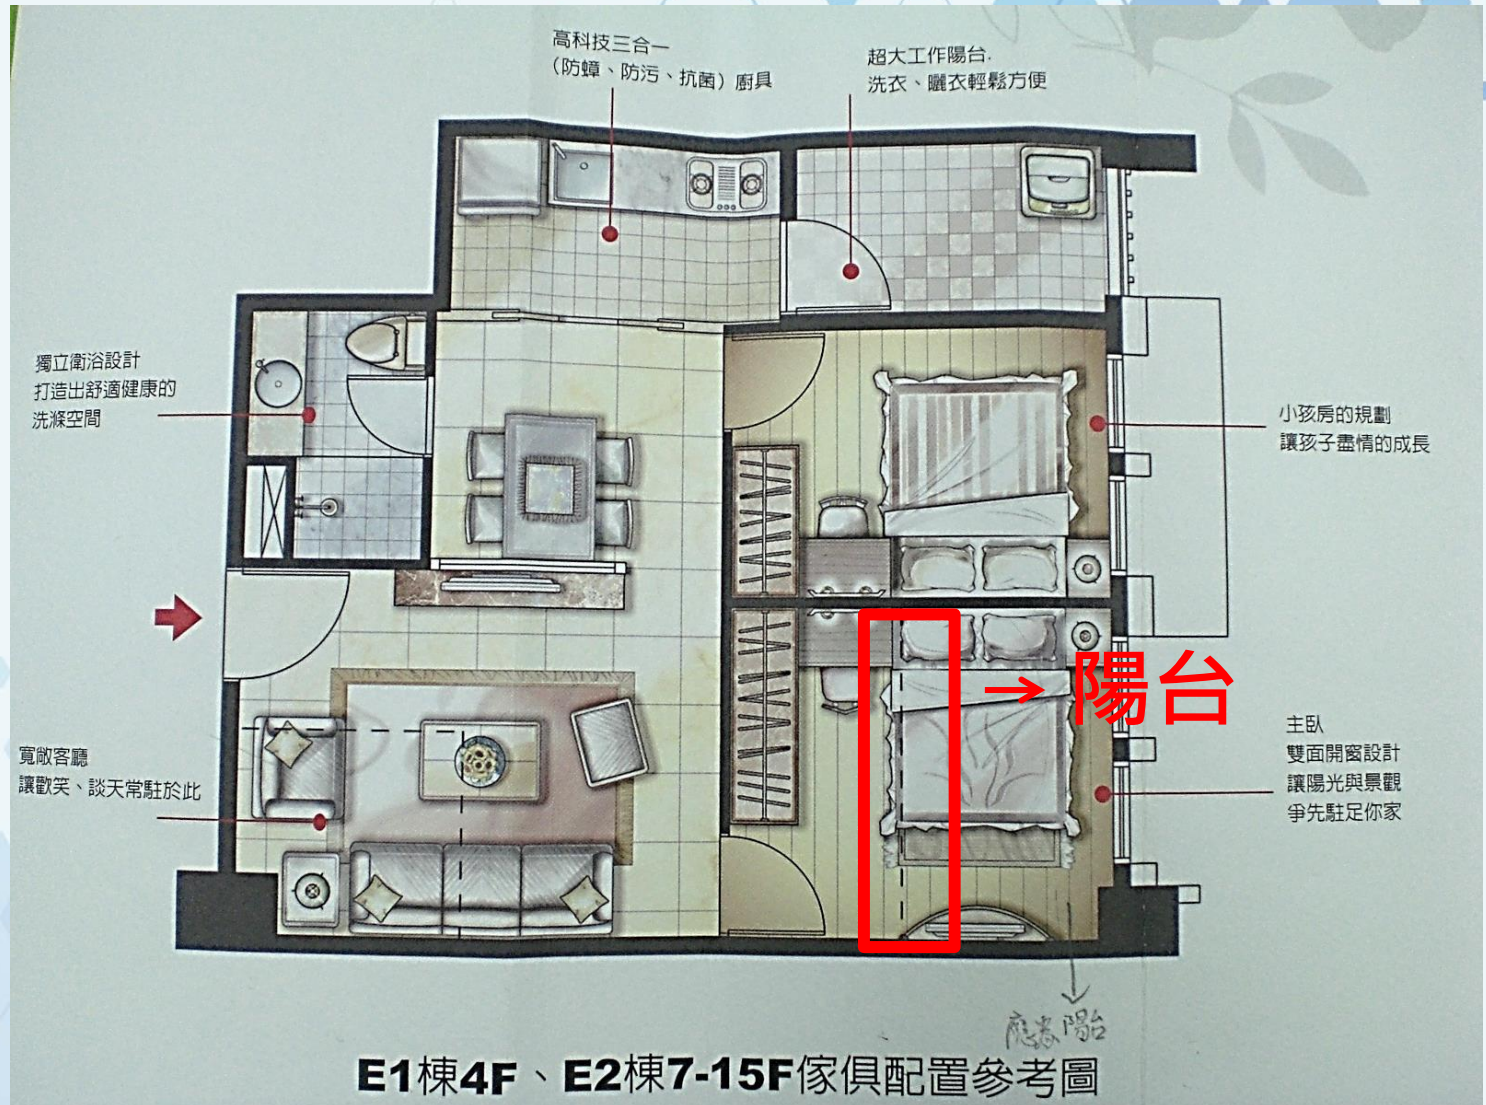 高科技三合一
（防蟑、防污、抗菌）廚具
超大工作陽台.
洗衣、曬衣輕鬆方便
獨立衛浴設計
打造出舒適健康的
洗滌空間
小孩房的規劃
讓孩子盡情的成長
→ 陽台
主臥
雙面開窗設計
讓陽光與景觀
爭先駐足你家
寬敞客廳
讓歡笑、談天常駐於此
應為陽台
E1棟4F、E2棟7-15F傢俱配置參考圖